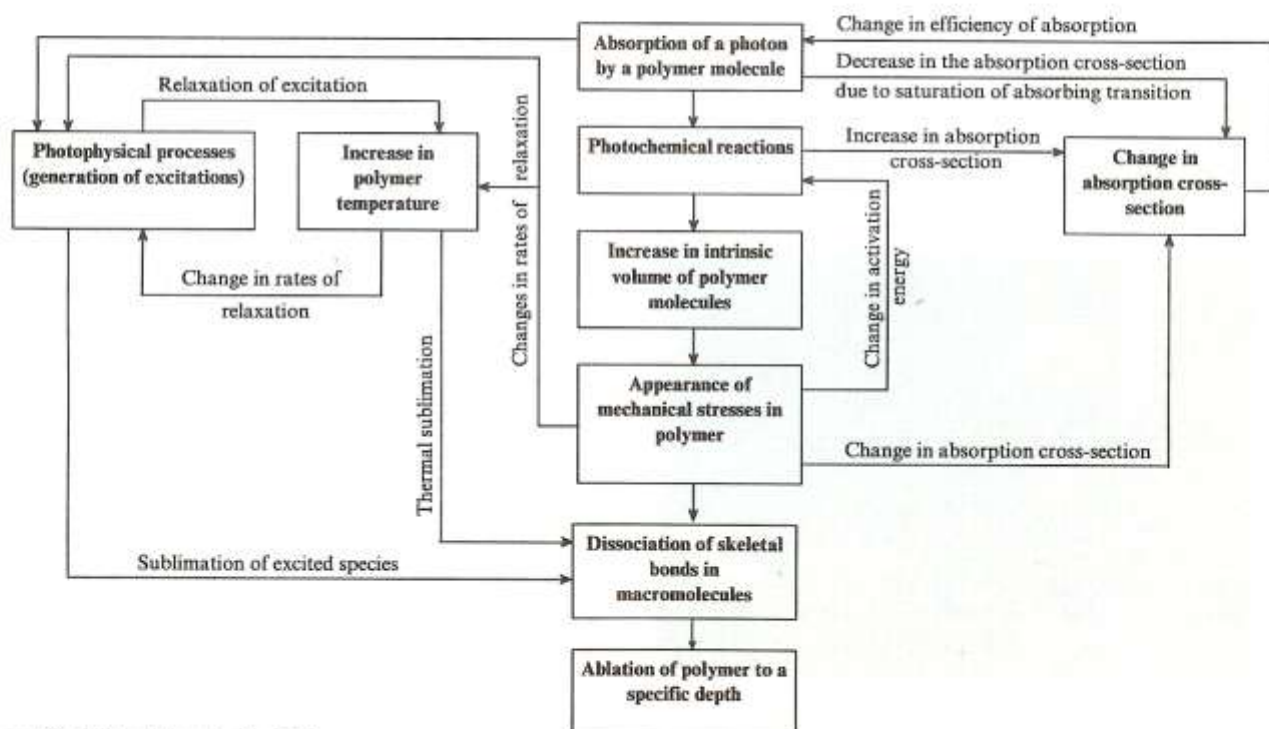 Change in efficiency of absorption
Absorption of a photon
by a polymer molecule
Decrease in the absorption cross-section
due to saturation of absorbing transition
Relaxation of excitation
Photophysical processes
(generation of excitations)
Increase in
polymer
temperature
Changes in rates of relaxation
Photochemical reactions
Increase in absorption
cross-section
Change in
absorption cross-
section
Change in rates of
relaxation
Increase in intrinsic
volume of polymer
molecules
Change in activation
energy
Thermal sublimation
Appearance of
mechanical stresses in
polymer
Change in absorption cross-section
Sublimation of excited species
Dissociation of skeletal
bonds in
macromolecules
Ablation of polymer to a
specific depth